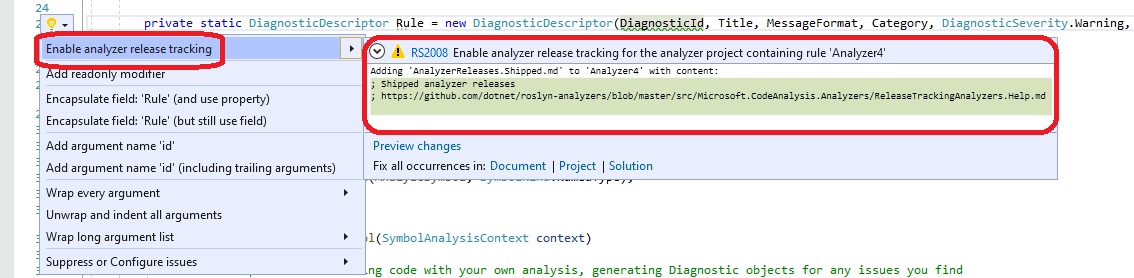 24
private static DiagnosticDescriptor Rule = new DiagnosticDescriptor(DiagnosticId, Title, MessageFormat, Category, DiagnosticSeverity.Warning,
Enable analyzer release tracking
Add readonly modifier
Encapsulate field: 'Rule' (and use property)
Encapsulate field: 'Rule' (but still use field)
Add argument name 'id'
Add argument name 'id' (including trailing arguments)
Wrap every argument
Unwrap and indent all arguments
Wrap long argument list
Suppress or Configure issues
RS2008 Enable analyzer release tracking for the analyzer project containing rule 'Analyzer4'
Adding 'AnalyzerReleases.Shipped.md' to 'Analyzer4' with content:
; Shipped analyzer releases
; https://github.com/dotnet/roslyn-analyzers/blob/master/src/Microsoft.CodeAnalysis.Analyzers/ReleaseTrackingAnalyzers.Help.md
Preview changes
Fix all occurrences in: Document | Project | Solution
ol(SymbolAnalysisContext context)
ing code with your own analysis, generating Diagnostic objects for any issues you find